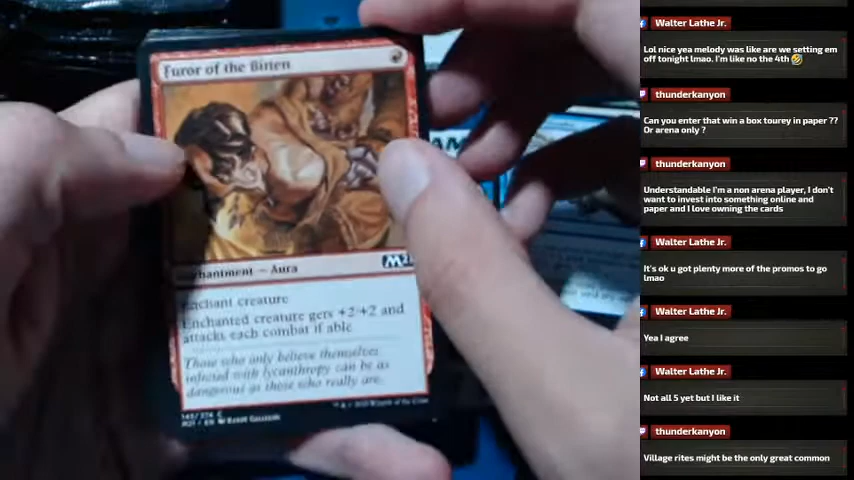 Furor of the Bitten
Enchantment — Aura
M21
Enchant creature
Enchanted creature gets +2/+2 and
attacks each combat if able
Those who only believe themselves
infected with lycanthropy can be as
dangerous as those who really are.
M21 • EN
Walter Lathe Jr.
Lol nice yea melody was like are we setting em
off tonight lmao. I'm like no the 4th 🤣
thunderkanyon
Can you enter that win a box tourey in paper ??
Or arena only ?
thunderkanyon
Understandable I'm a non arena player, I don't
want to invest into something online and
paper and I love owning the cards
Walter Lathe Jr.
It's ok u got plenty more of the promos to go
lmao
Walter Lathe Jr.
Yea I agree
Walter Lathe Jr.
Not all 5 yet but I like it
thunderkanyon
Village rites might be the only great common